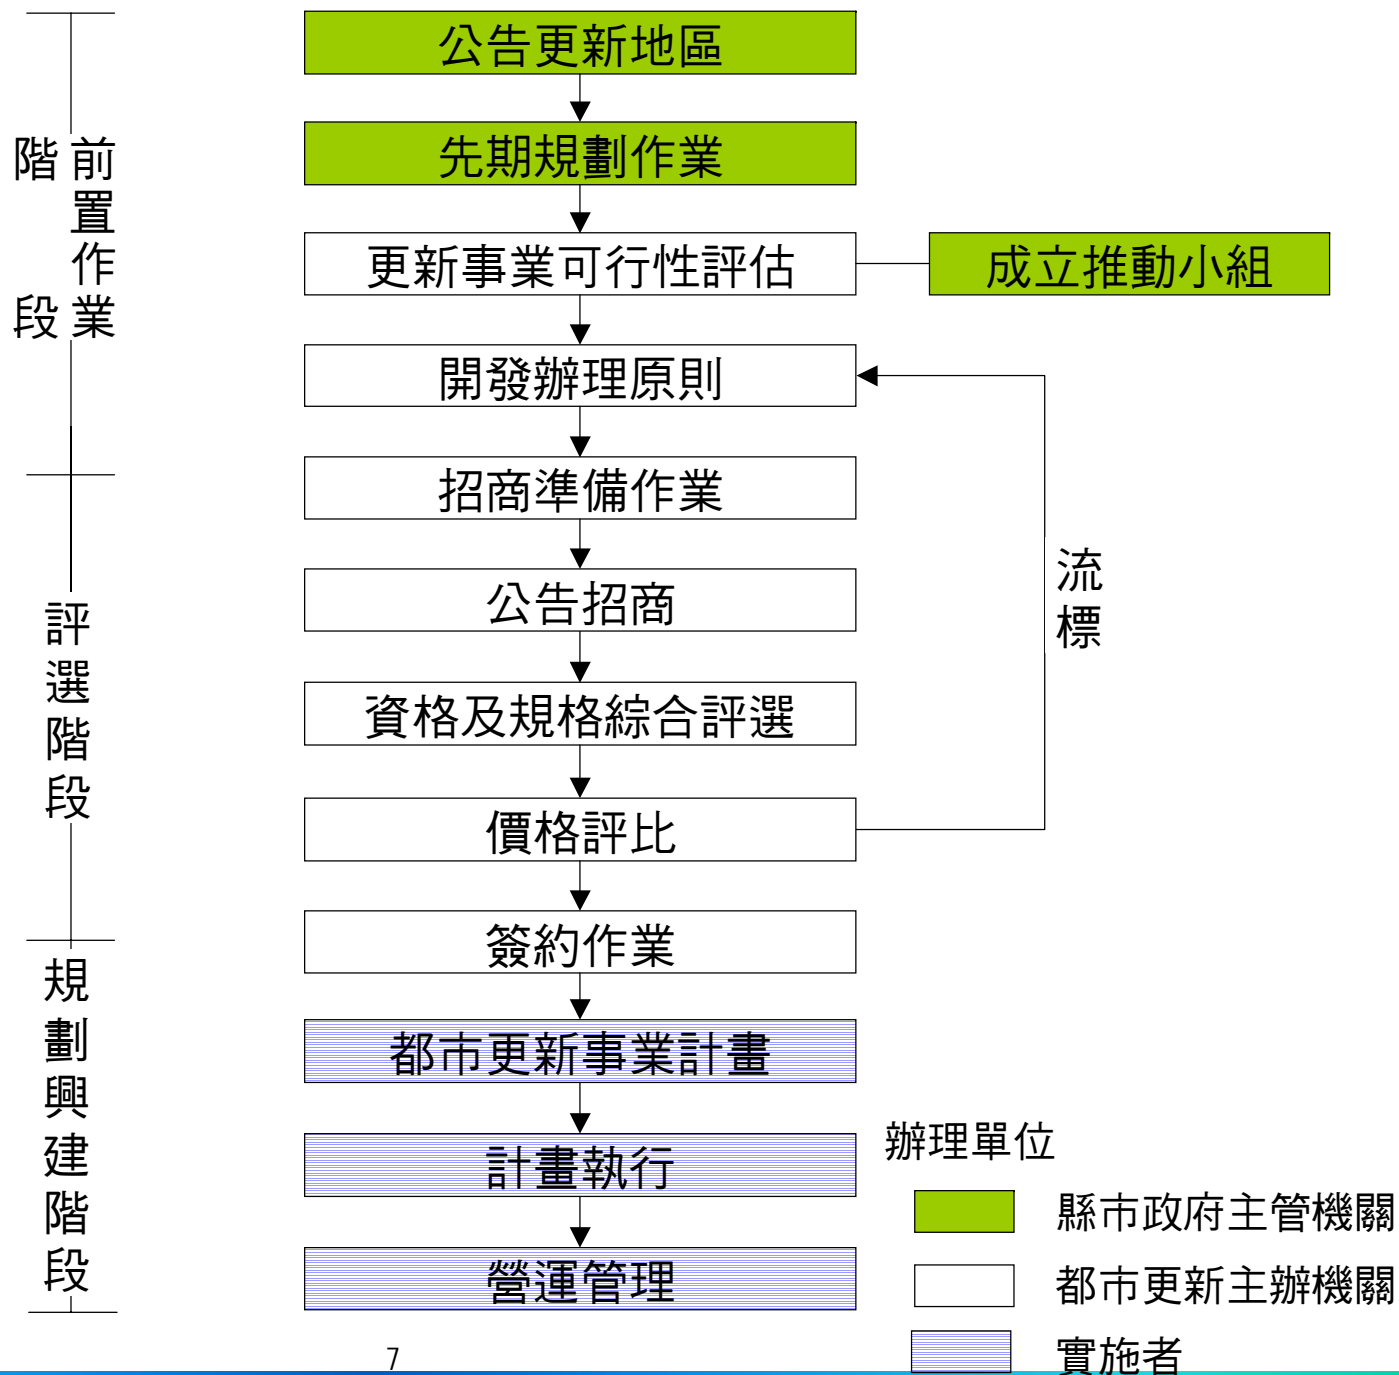 前置作業
階段
評選階段
規劃興建階段
公告更新地區
先期規劃作業
更新事業可行性評估
成立推動小組
開發辦理原則
招商準備作業
公告招商
資格及規格綜合評選
價格評比
流標
簽約作業
都市更新事業計畫
計畫執行
營運管理
辦理單位
縣市政府主管機關
都市更新主辦機關
實施者
7